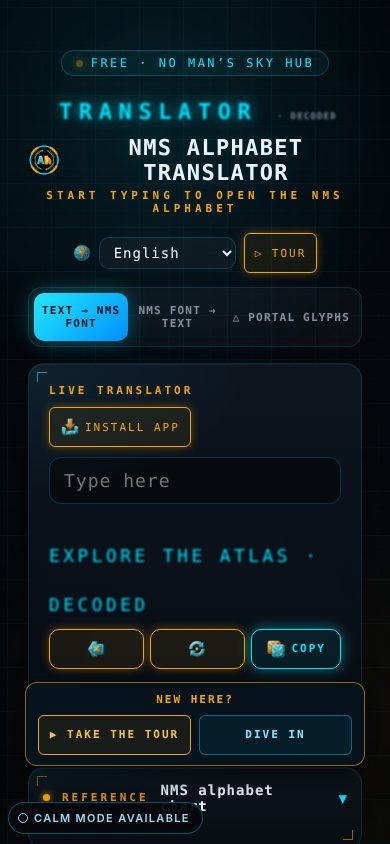 FREE · NO MAN’S SKY HUB
TRANSLATOR · DECODED
NMS ALPHABET
TRANSLATOR
START TYPING TO OPEN THE NMS
ALPHABET
English
▷ TOUR
TEXT → NMS
FONT
NMS FONT →
TEXT
△ PORTAL GLYPHS
LIVE TRANSLATOR
INSTALL APP
Type here
EXPLORE THE ATLAS ·
DECODED
COPY
NEW HERE?
▶ TAKE THE TOUR
DIVE IN
REFERENCE
NMS alphabet
▼
CALM MODE AVAILABLE